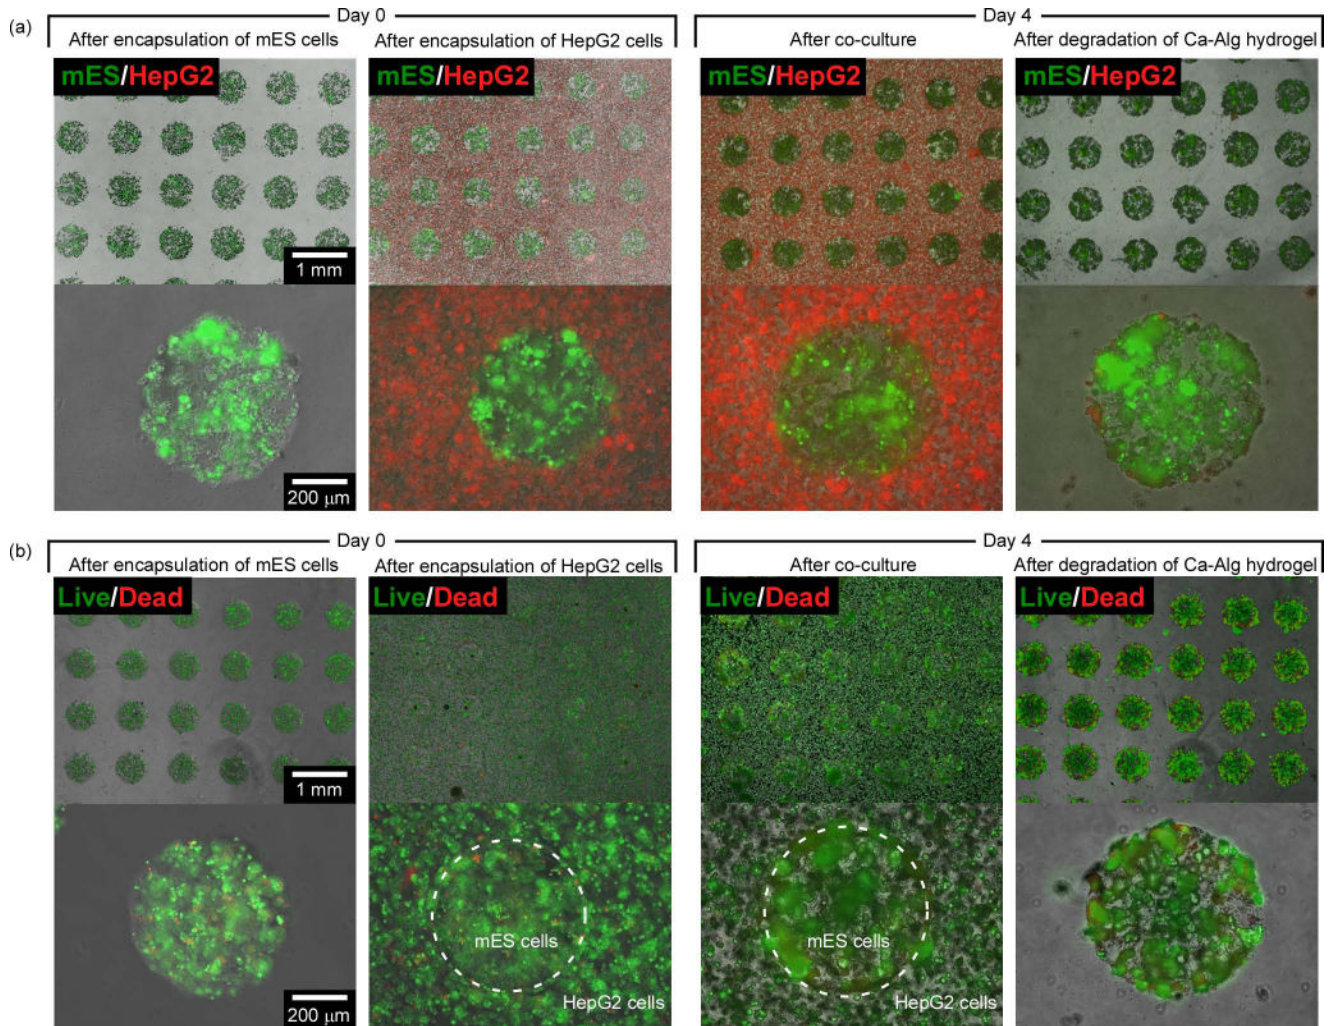 (a)
Day 0
Day 4
After encapsulation of mES cells
After encapsulation of HepG2 cells
After co-culture
After degradation of Ca-Alg hydrogel
mES/HepG2
mES/HepG2
mES/HepG2
mES/HepG2
1 mm
200 μm
(b)
Day 0
Day 4
After encapsulation of mES cells
After encapsulation of HepG2 cells
After co-culture
After degradation of Ca-Alg hydrogel
Live/Dead
Live/Dead
Live/Dead
Live/Dead
1 mm
mES cells
mES cells
200 μm
HepG2 cells
HepG2 cells